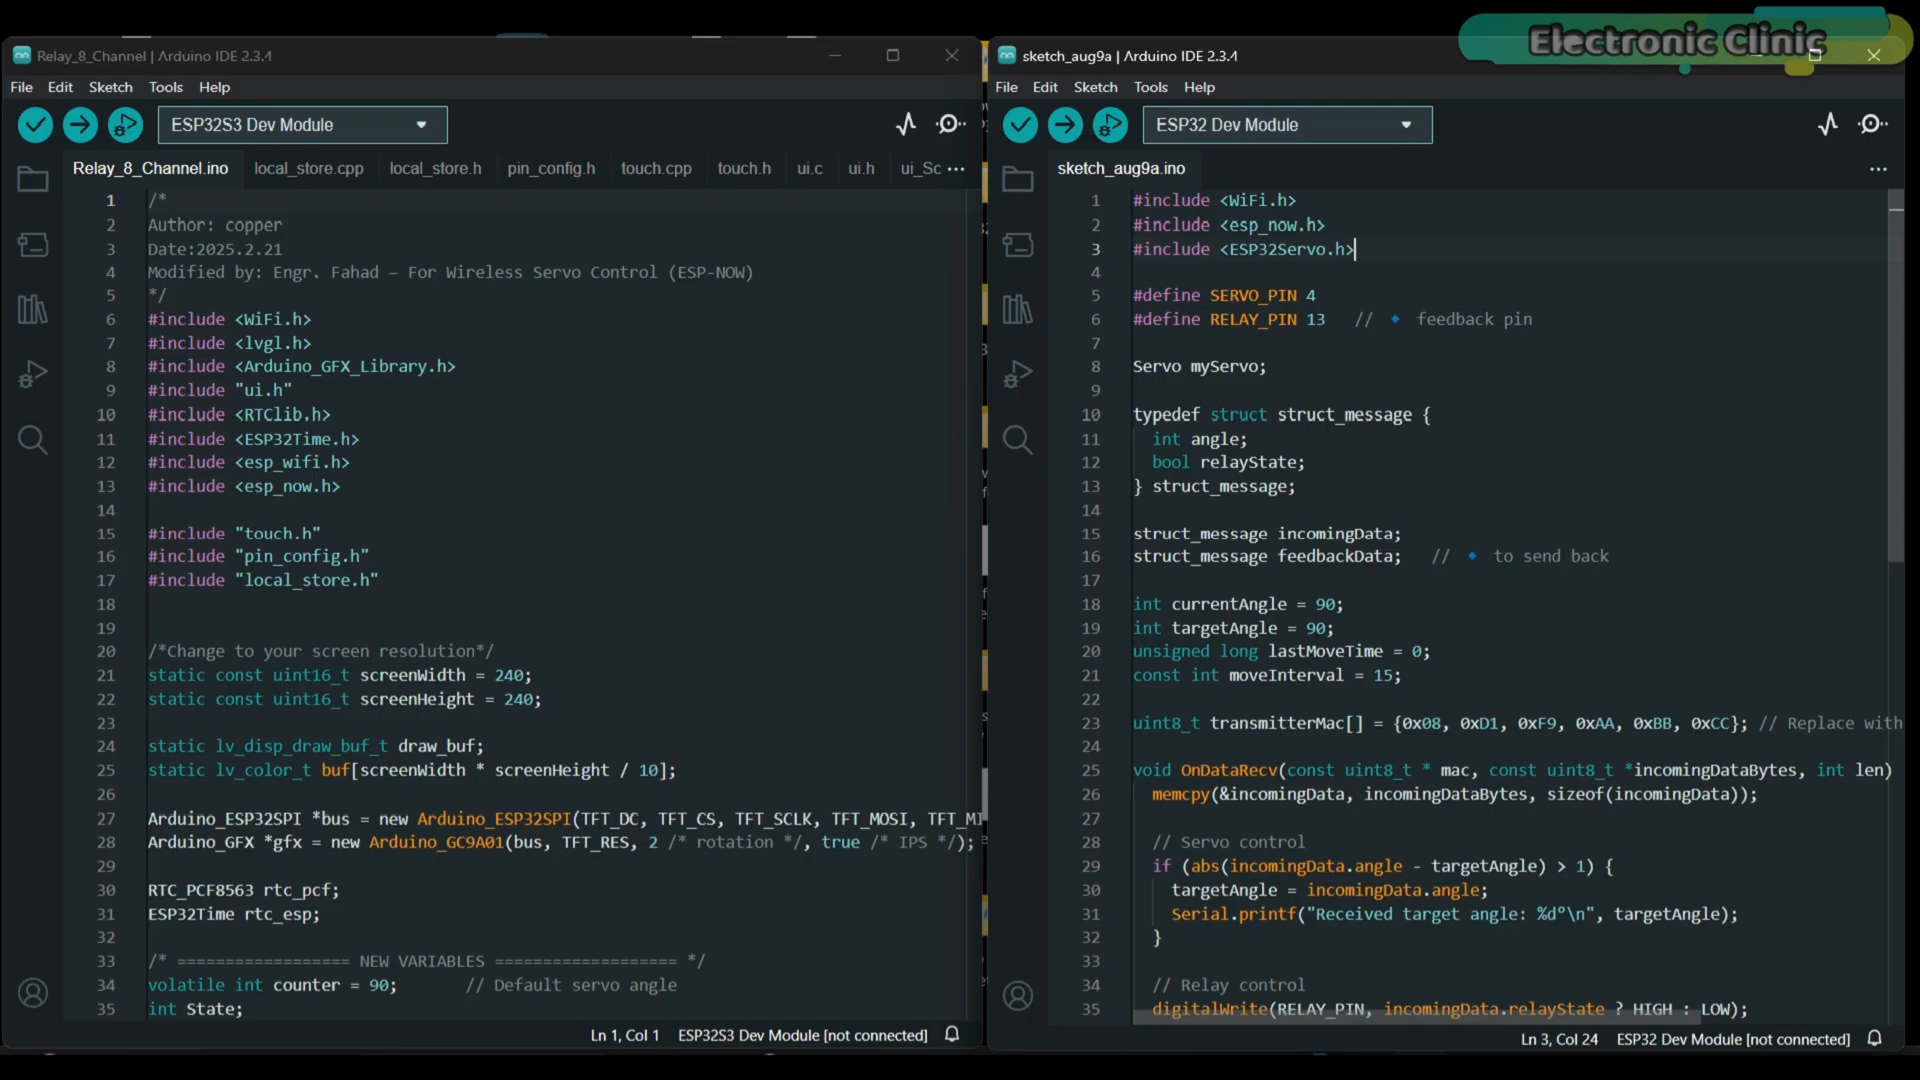 Electronic Clinic
Relay_8_Channel | Arduino IDE 2.3.4
File Edit Sketch Tools Help
ESP32S3 Dev Module
Relay_8_Channel.ino local_store.cpp local_store.h pin_config.h touch.cpp touch.h ui.c ui.h ui_Sc ...
1 /*
2 Author: copper
3 Date:2025.2.21
4 Modified by: Engr. Fahad – For Wireless Servo Control (ESP-NOW)
5 */
6 #include <WiFi.h>
7 #include <lvgl.h>
8 #include <Arduino_GFX_Library.h>
9 #include "ui.h"
10 #include <RTClib.h>
11 #include <ESP32Time.h>
12 #include <esp_wifi.h>
13 #include <esp_now.h>
14
15 #include "touch.h"
16 #include "pin_config.h"
17 #include "local_store.h"
18
19
20 /*Change to your screen resolution*/
21 static const uint16_t screenWidth = 240;
22 static const uint16_t screenHeight = 240;
23
24 static lv_disp_draw_buf_t draw_buf;
25 static lv_color_t buf[screenWidth * screenHeight / 10];
26
27 Arduino_ESP32SPI *bus = new Arduino_ESP32SPI(TFT_DC, TFT_CS, TFT_SCLK, TFT_MOSI, TFT_MI
28 Arduino_GFX *gfx = new Arduino_GC9A01(bus, TFT_RES, 2 /* rotation */, true /* IPS */);
29
30 RTC_PCF8563 rtc_pcf;
31 ESP32Time rtc_esp;
32
33 /* ================== NEW VARIABLES =================== */
34 volatile int counter = 90; // Default servo angle
35 int State;
Ln 1, Col 1 ESP32S3 Dev Module [not connected]
sketch_aug9a | Arduino IDE 2.3.4
File Edit Sketch Tools Help
ESP32 Dev Module
sketch_aug9a.ino ...
1 #include <WiFi.h>
2 #include <esp_now.h>
3 #include <ESP32Servo.h>
4
5 #define SERVO_PIN 4
6 #define RELAY_PIN 13 // 🔹 feedback pin
7
8 Servo myServo;
9
10 typedef struct struct_message {
11 int angle;
12 bool relayState;
13 } struct_message;
14
15 struct_message incomingData;
16 struct_message feedbackData; // 🔹 to send back
17
18 int currentAngle = 90;
19 int targetAngle = 90;
20 unsigned long lastMoveTime = 0;
21 const int moveInterval = 15;
22
23 uint8_t transmitterMac[] = {0x08, 0xD1, 0xF9, 0xAA, 0xBB, 0xCC}; // Replace with
24
25 void OnDataRecv(const uint8_t * mac, const uint8_t *incomingDataBytes, int len)
26 memcpy(&incomingData, incomingDataBytes, sizeof(incomingData));
27
28 // Servo control
29 if (abs(incomingData.angle - targetAngle) > 1) {
30 targetAngle = incomingData.angle;
31 Serial.printf("Received target angle: %d°\n", targetAngle);
32 }
33
34 // Relay control
35 digitalWrite(RELAY_PIN, incomingData.relayState ? HIGH : LOW);
Ln 3, Col 24 ESP32 Dev Module [not connected]